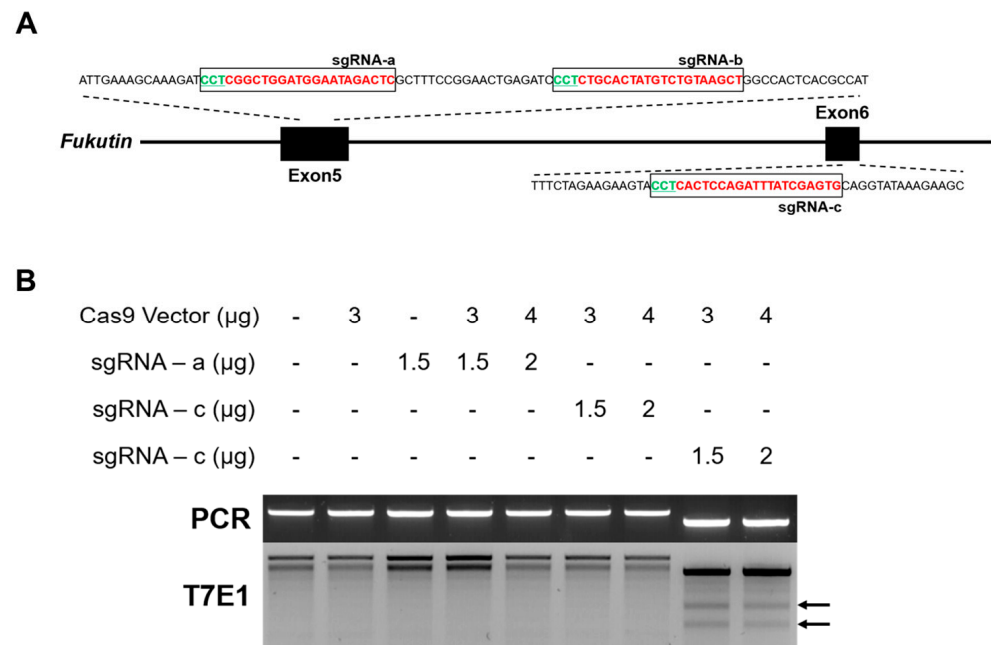 A
sgRNA-a sgRNA-b
ATTGAAAGCAAAGATCCTCGGCTGGATGGAATAGACTCGCTTTCCGGAACTGAGATCCCTCTGCACTATGTCTGTAAGCTGGCCACTCACGCCAT
Exon6
Fukutin
Exon5
TTTCTAGAAGAAGTACCTCACTCCAGATTTATCGAGTGCAGGTATAAAGAAGC
sgRNA-c
B
Cas9 Vector (µg) - 3 - 3 4 3 4 3 4
sgRNA – a (µg) - - 1.5 1.5 2 - - - -
sgRNA – c (µg) - - - - - 1.5 2 - -
sgRNA – c (µg) - - - - - - - 1.5 2
PCR
T7E1